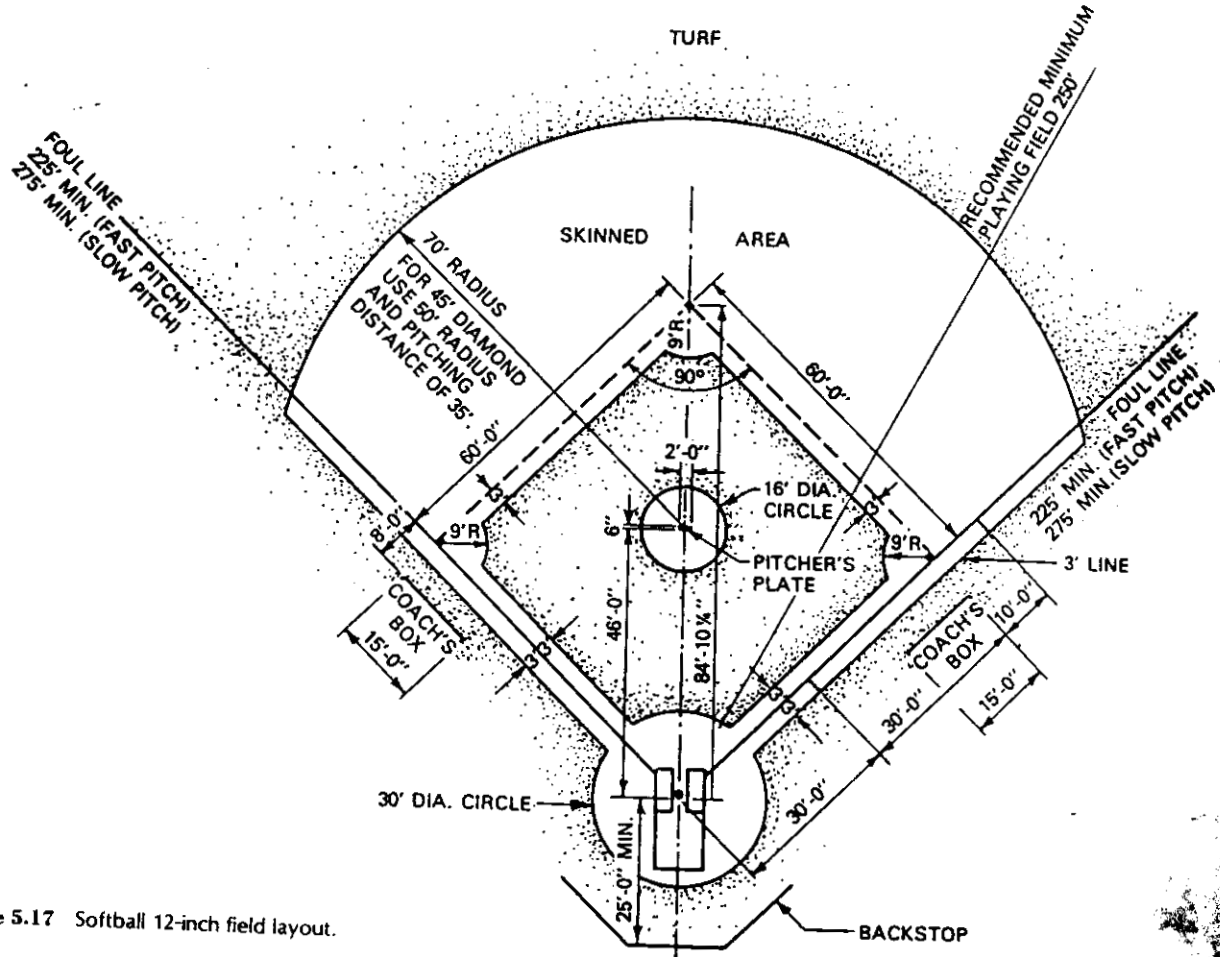 TURF
RECOMMENDED MINIMUM
PLAYING FIELD 250'
FOUL LINE
225' MIN. (FAST PITCH)
275' MIN. (SLOW PITCH)
SKINNED AREA
70' RADIUS
FOR 45' DIAMOND
USE 50' RADIUS
AND PITCHING
DISTANCE OF 35'.
9'R
90°
60'-0"
60'-0"
FOUL LINE
225' MIN. (FAST PITCH)
275' MIN. (SLOW PITCH)
2'-0"
3'
16' DIA.
CIRCLE
3'
8'-0"
9'R
6"
9'R
PITCHER'S
PLATE
3' LINE
COACH'S
BOX
15'-0"
46'-0"
84'-10¼"
10'-0"
COACH'S
BOX
15'-0"
3'
3'
3'
3'
30'-0"
30'-0"
30' DIA. CIRCLE
25'-0" MIN.
BACKSTOP
e 5.17 Softball 12-inch field layout.